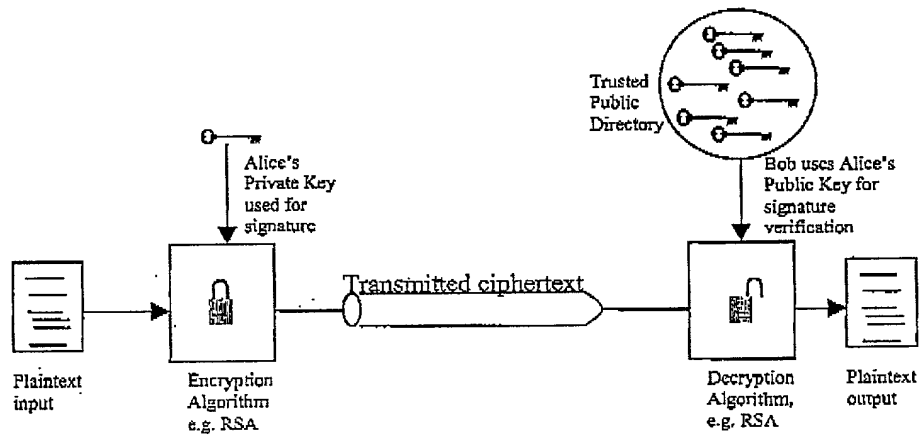 Trusted
Public
Directory
Alice's
Private Key
used for
signature
Bob uses Alice's
Public Key for
signature
verification
Transmitted ciphertext
Plaintext
input
Encryption
Algorithm
e.g. RSA
Decryption
Algorithm,
e.g. RSA
Plaintext
output